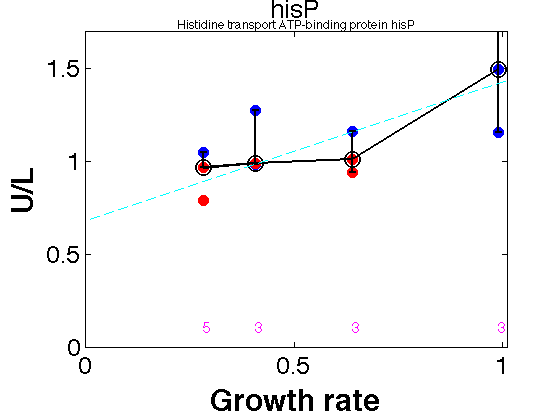 hisP
Histidine transport ATP-binding protein hisP
1.5
1
0.5
0
U/L
5 3 3 3
0 0.5 1
Growth rate